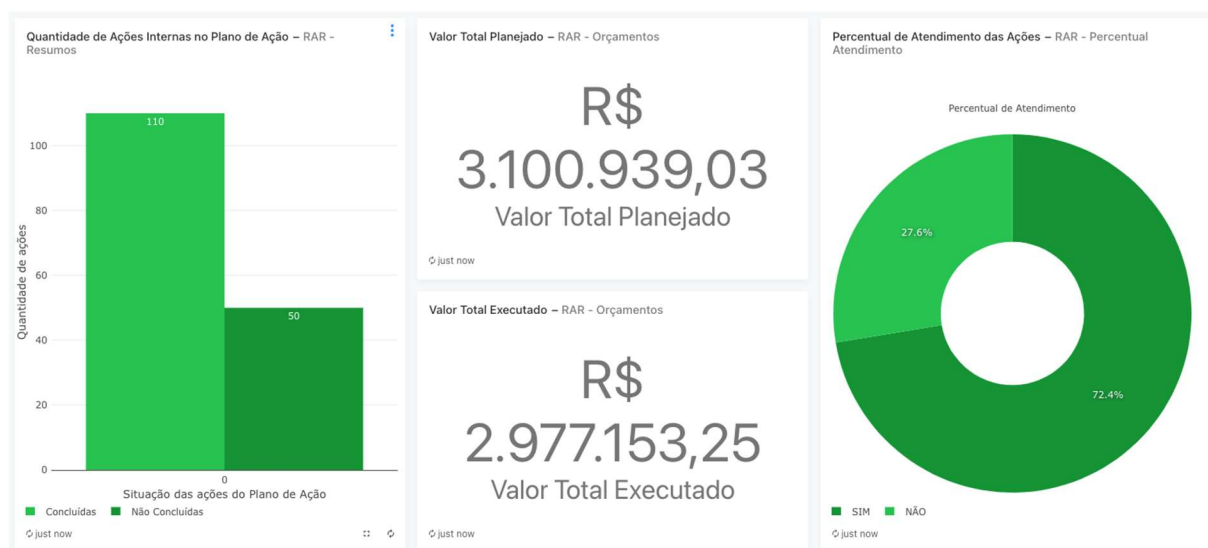 Quantidade de Ações Internas no Plano de Ação – RAR -
Resumos
110
100
80
60
50
40
20
0
Quantidade de ações
0
Situação das ações do Plano de Ação
Concluídas Não Concluídas
just now
Valor Total Planejado – RAR - Orçamentos
R$
3.100.939,03
Valor Total Planejado
just now
Valor Total Executado – RAR - Orçamentos
R$
2.977.153,25
Valor Total Executado
just now
Percentual de Atendimento das Ações – RAR - Percentual
Atendimento
Percentual de Atendimento
27.6%
72.4%
SIM NÃO
just now